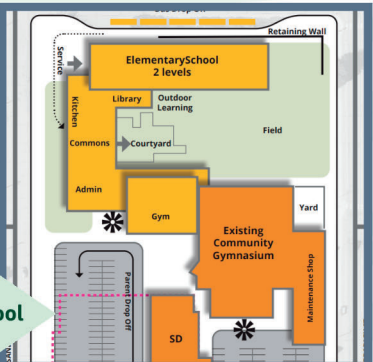 Retaining Wall
Service
ElementarySchool
2 levels
Library
Outdoor
Learning
Kitchen
Commons
Courtyard
Field
Admin
Gym
Yard
Existing
Community
Gymnasium
Maintenance Shop
Parent Drop Off
ool
SD